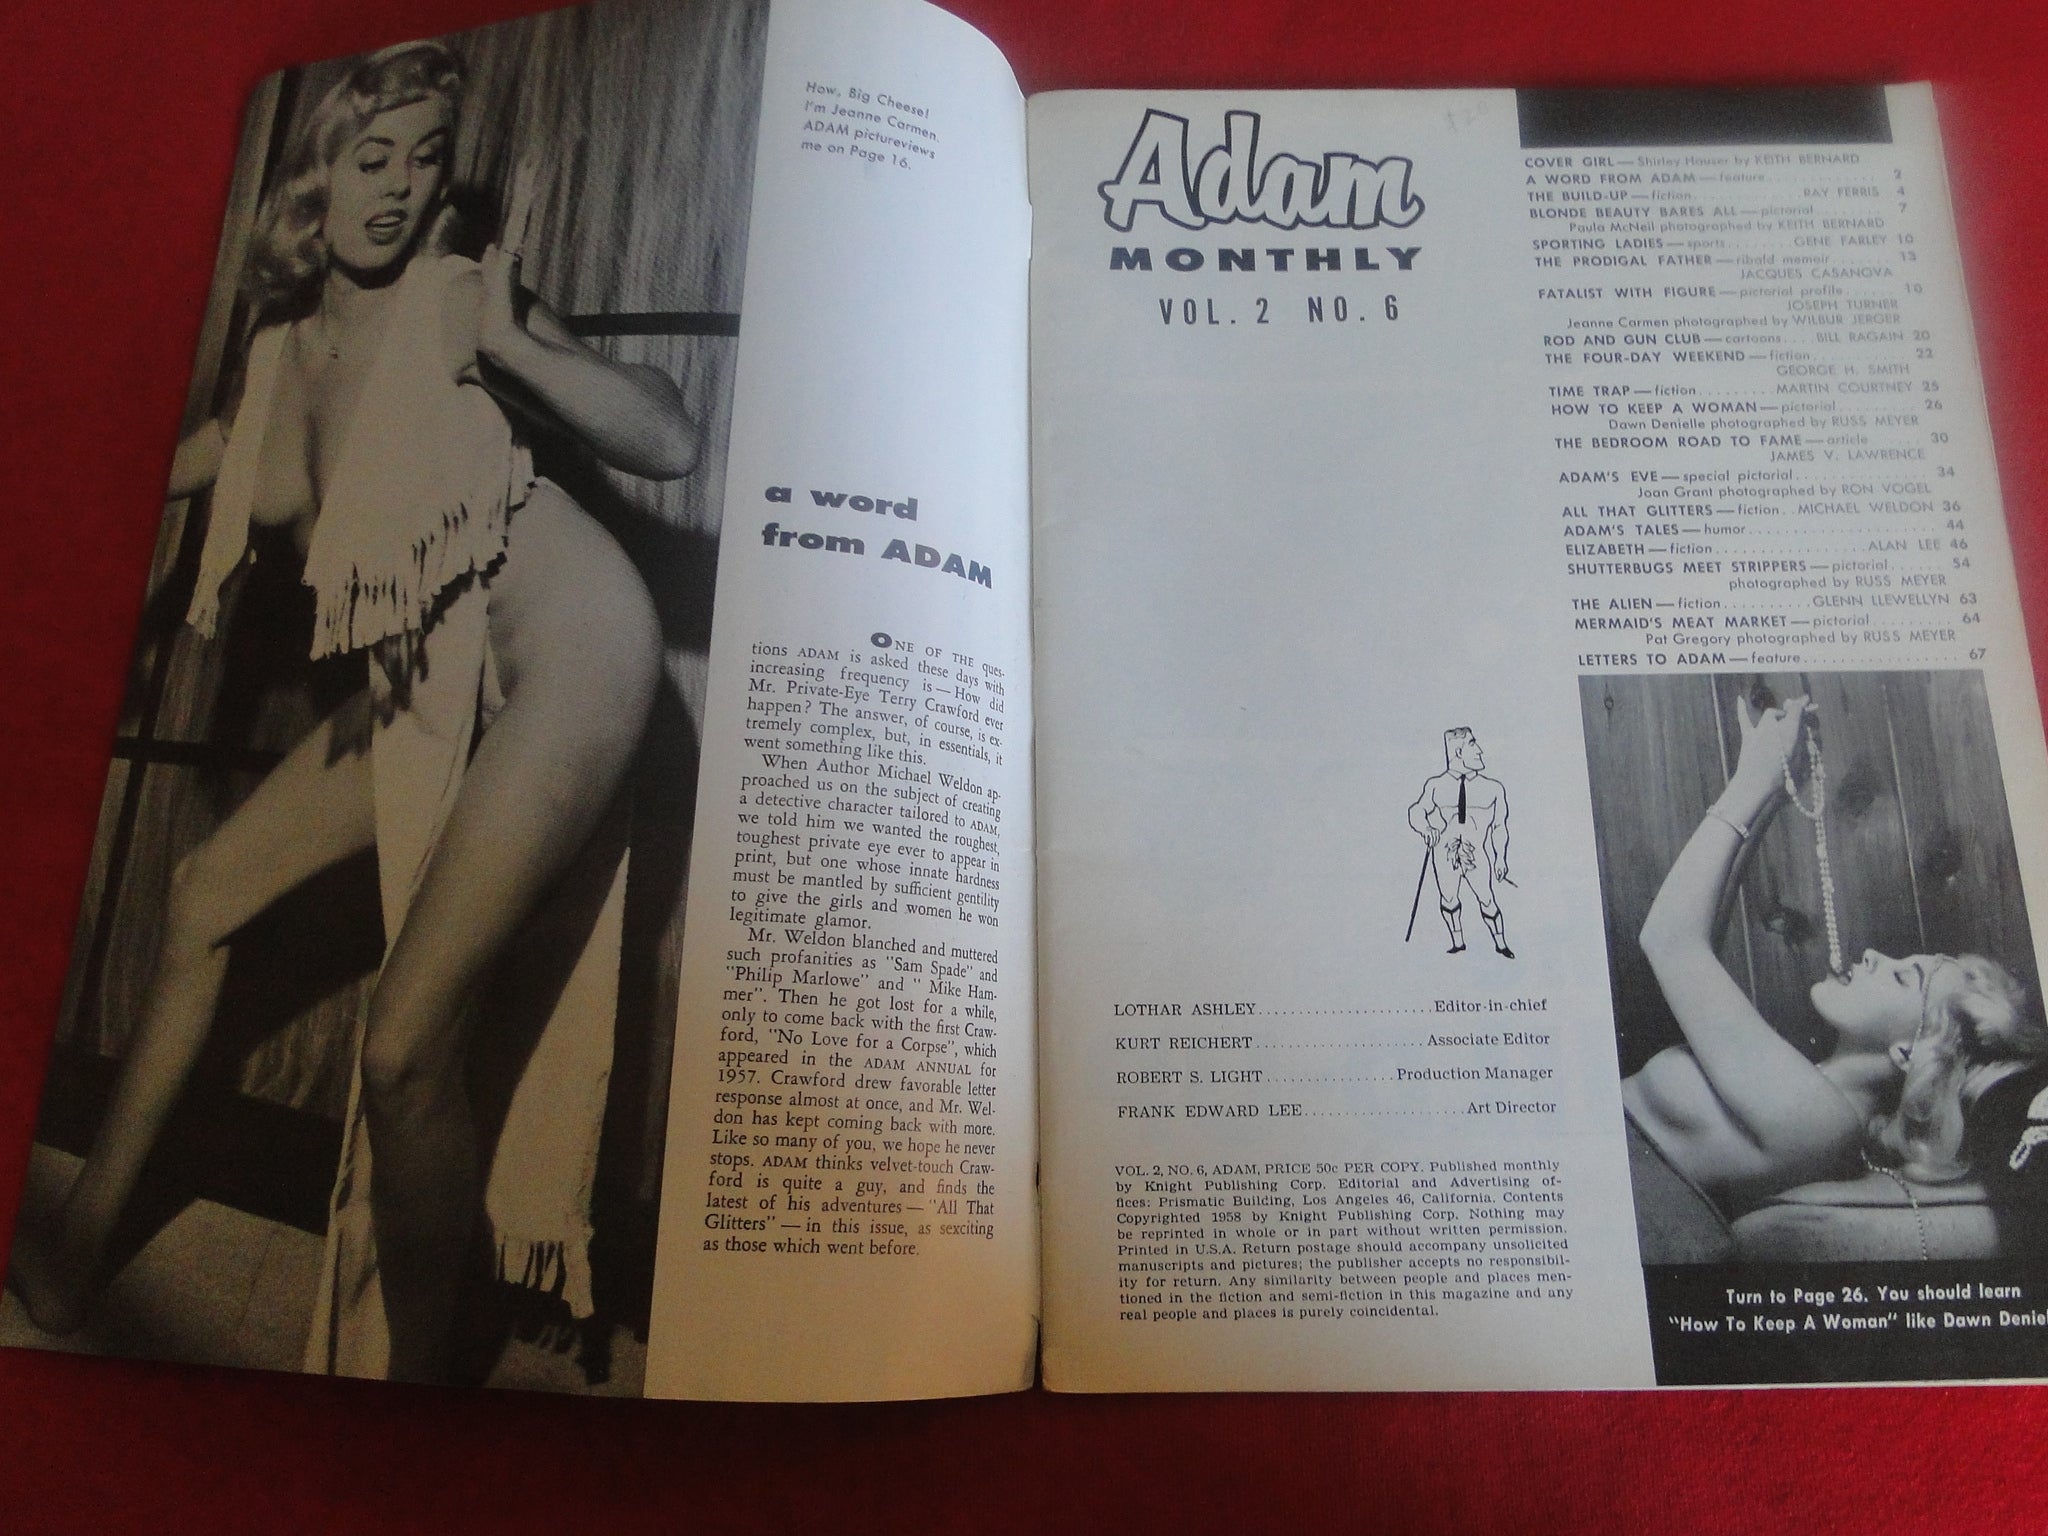 How, Big Cheese!
I'm Jeanne Carmen.
ADAM pictureviews
me on Page 16.
a word
from ADAM
ONE OF THE ques-
tions ADAM is asked these days with
increasing frequency is — How did
Mr. Private-Eye Terry Crawford ever
happen? The answer, of course, is ex-
tremely complex, but, in essentials, it
went something like this.
When Author Michael Weldon ap-
proached us on the subject of creating
a detective character tailored to ADAM,
we told him we wanted the roughest,
toughest private eye ever to appear in
print, but one whose innate hardness
must be mantled by sufficient gentility
to give the girls and women he won
legitimate glamor.
Mr. Weldon blanched and muttered
such profanities as "Sam Spade" and
"Philip Marlowe" and " Mike Ham-
mer". Then he got lost for a while,
only to come back with the first Craw-
ford, "No Love for a Corpse", which
appeared in the ADAM ANNUAL for
1957. Crawford drew favorable letter
response almost at once, and Mr. Wel-
don has kept coming back with more.
Like so many of you, we hope he never
stops. ADAM thinks velvet-touch Craw-
ford is quite a guy, and finds the
latest of his adventures — "All That
Glitters" — in this issue, as sexciting
as those which went before.
Adam
MONTHLY
VOL. 2 NO. 6
LOTHAR ASHLEY......................Editor-in-chief
KURT REICHERT.....................Associate Editor
ROBERT S. LIGHT................Production Manager
FRANK EDWARD LEE....................Art Director
VOL. 2, NO. 6, ADAM, PRICE 50c PER COPY. Published monthly
by Knight Publishing Corp. Editorial and Advertising of-
fices: Prismatic Building, Los Angeles 46, California. Contents
Copyrighted 1958 by Knight Publishing Corp. Nothing may
be reprinted in whole or in part without written permission.
Printed in U.S.A. Return postage should accompany unsolicited
manuscripts and pictures; the publisher accepts no responsibil-
ity for return. Any similarity between people and places men-
tioned in the fiction and semi-fiction in this magazine and any
real people and places is purely coincidental.
COVER GIRL — Shirley Hauser by KEITH BERNARD
A WORD FROM ADAM — feature............. 2
THE BUILD-UP — fiction.............RAY FERRIS 4
BLONDE BEAUTY BARES ALL — pictorial........ 7
Paula McNeil photographed by KEITH BERNARD
SPORTING LADIES — sports........GENE FARLEY 10
THE PRODIGAL FATHER — ribald memoir....... 13
JACQUES CASANOVA
FATALIST WITH FIGURE — pictorial profile......
JOSEPH TURNER
Jeanne Carmen photographed by WILBUR JERGER
ROD AND GUN CLUB — cartoons....BILL RAGAIN 20
THE FOUR-DAY WEEKEND — fiction........... 22
GEORGE H. SMITH
TIME TRAP — fiction.........MARTIN COURTNEY 25
HOW TO KEEP A WOMAN — pictorial......... 26
Dawn Denielle photographed by RUSS MEYER
THE BEDROOM ROAD TO FAME — article....... 30
JAMES V. LAWRENCE
ADAM'S EVE — special pictorial............. 34
Joan Grant photographed by RON VOGEL
ALL THAT GLITTERS — fiction..MICHAEL WELDON 36
ADAM'S TALES — humor..................... 44
ELIZABETH — fiction.................ALAN LEE 46
SHUTTERBUGS MEET STRIPPERS — pictorial...... 54
photographed by RUSS MEYER
THE ALIEN — fiction..........GLENN LLEWELLYN 63
MERMAID'S MEAT MARKET — pictorial......... 64
Pat Gregory photographed by RUSS MEYER
LETTERS TO ADAM — feature................. 67
Turn to Page 26. You should learn
"How To Keep A Woman" like Dawn